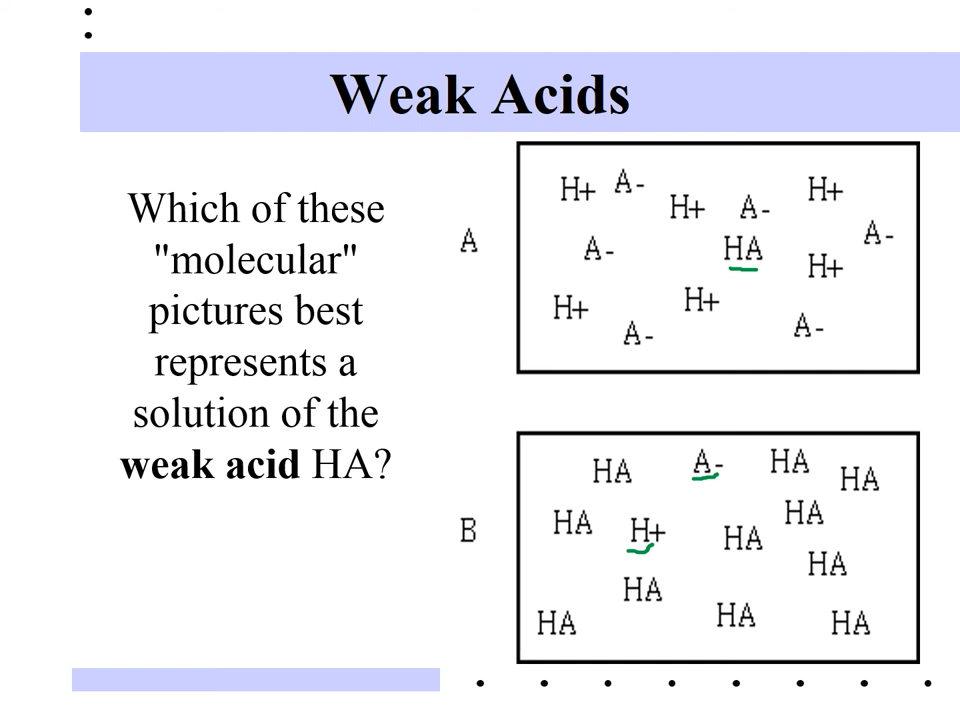 Weak Acids
Which of these
"molecular"
pictures best
represents a
solution of the
weak acid HA?
A
H+ A- H+ A- H+
A- HA A-
H+
H+ H+
A- A-
B
HA A- HA HA
HA H+ HA HA
HA
HA
HA HA HA